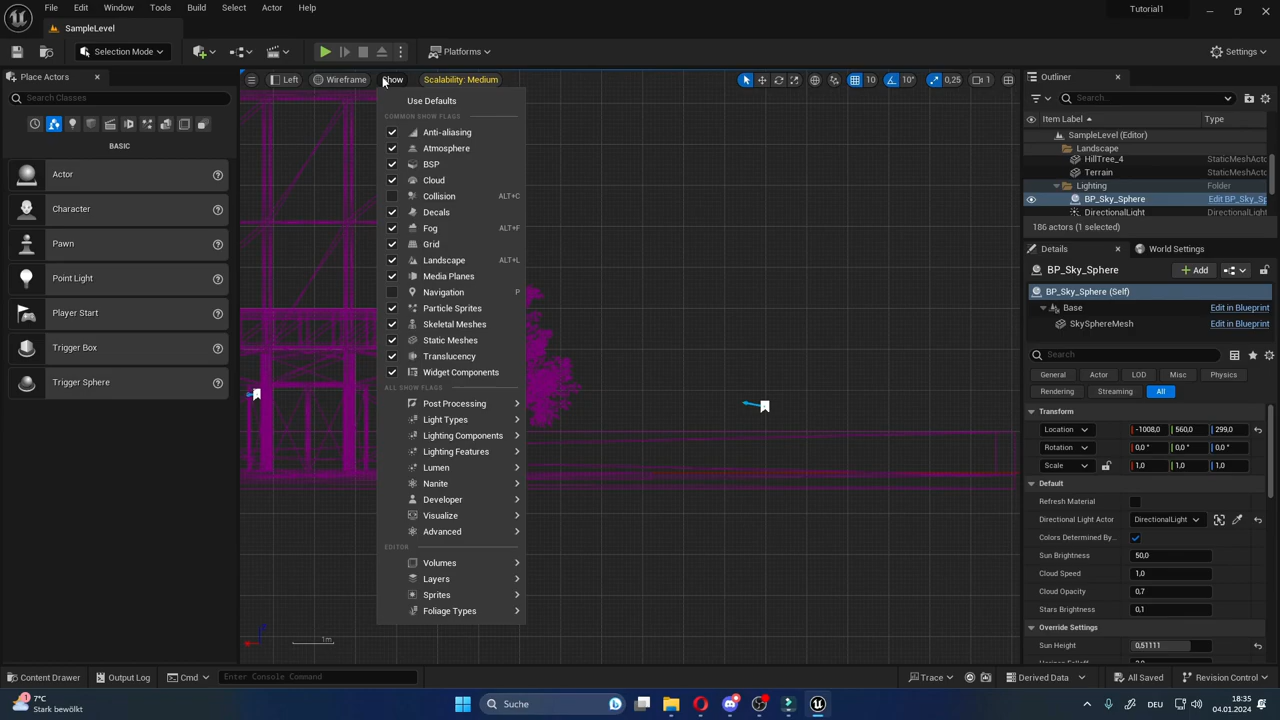 File Edit Window Tools Build Select Actor Help
Tutorial1
SampleLevel
Selection Mode
Platforms
Settings
Place Actors
Search Classes
BASIC
Actor
Character
Pawn
Point Light
Player Start
Trigger Box
Trigger Sphere
Left Wireframe Show Scalability: Medium
10 10° 0,25 1
Use Defaults
COMMON SHOW FLAGS
Anti-aliasing
Atmosphere
BSP
Cloud
Collision ALT+C
Decals
Fog ALT+F
Grid
Landscape ALT+L
Media Planes
Navigation P
Particle Sprites
Skeletal Meshes
Static Meshes
Translucency
Widget Components
ALL SHOW FLAGS
Post Processing
Light Types
Lighting Components
Lighting Features
Lumen
Nanite
Developer
Visualize
Advanced
EDITOR
Volumes
Layers
Sprites
Foliage Types
1m
Outliner
Search...
Item Label Type
SampleLevel (Editor)
Landscape
HillTree_4 StaticMeshActo
Terrain StaticMeshActo
Lighting Folder
BP_Sky_Sphere Edit BP_Sky_Sp
DirectionalLight DirectionalLight
186 actors (1 selected)
Details World Settings
BP_Sky_Sphere Add
BP_Sky_Sphere (Self)
Base Edit in Blueprint
SkySphereMesh Edit in Blueprint
Search
General Actor LOD Misc Physics
Rendering Streaming All
Transform
Location -1008,0 560,0 299,0
Rotation 0,0 ° 0,0 ° 0,0 °
Scale 1,0 1,0 1,0
Default
Refresh Material
Directional Light Actor DirectionalLight
Colors Determined By...
Sun Brightness 50,0
Cloud Speed 1,0
Cloud Opacity 0,7
Stars Brightness 0,1
Override Settings
Sun Height 0,51111
Horizon Falloff 3,0
Content Drawer Output Log Cmd Enter Console Command
Trace Derived Data All Saved Revision Control
1
7°C
Stark bewölkt
Suche
DEU
18:35
04.01.2024